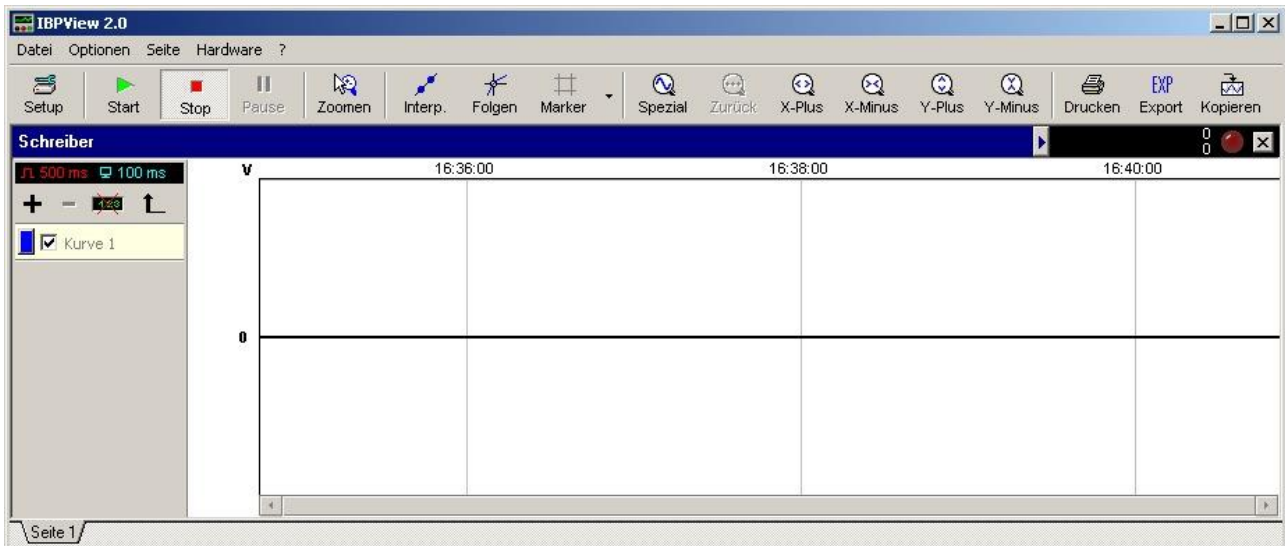 IBPView 2.0
Datei Optionen Seite Hardware ?
Setup Start Stop Pause Zoomen Interp. Folgen Marker Spezial Zurück X-Plus X-Minus Y-Plus Y-Minus Drucken EXP Export Kopieren
Schreiber 0
0
500 ms 100 ms V 16:36:00 16:38:00 16:40:00
123
Kurve 1
0
Seite 1